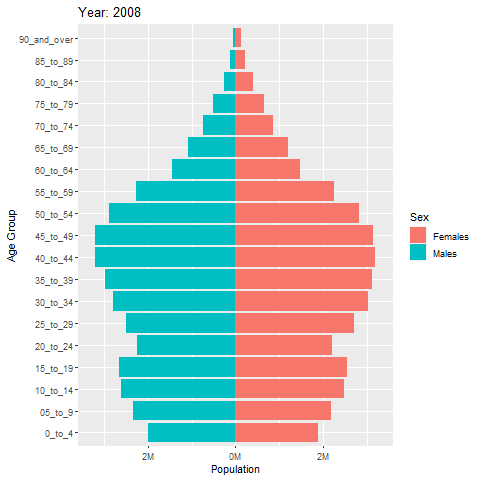 Year: 2008
90_and_over
85_to_89
80_to_84
75_to_79
70_to_74
65_to_69
60_to_64
55_to_59
50_to_54
45_to_49
40_to_44
35_to_39
30_to_34
25_to_29
20_to_24
15_to_19
10_to_14
05_to_9
0_to_4
Age Group
2M 0M 2M
Population
Sex
Females
Males